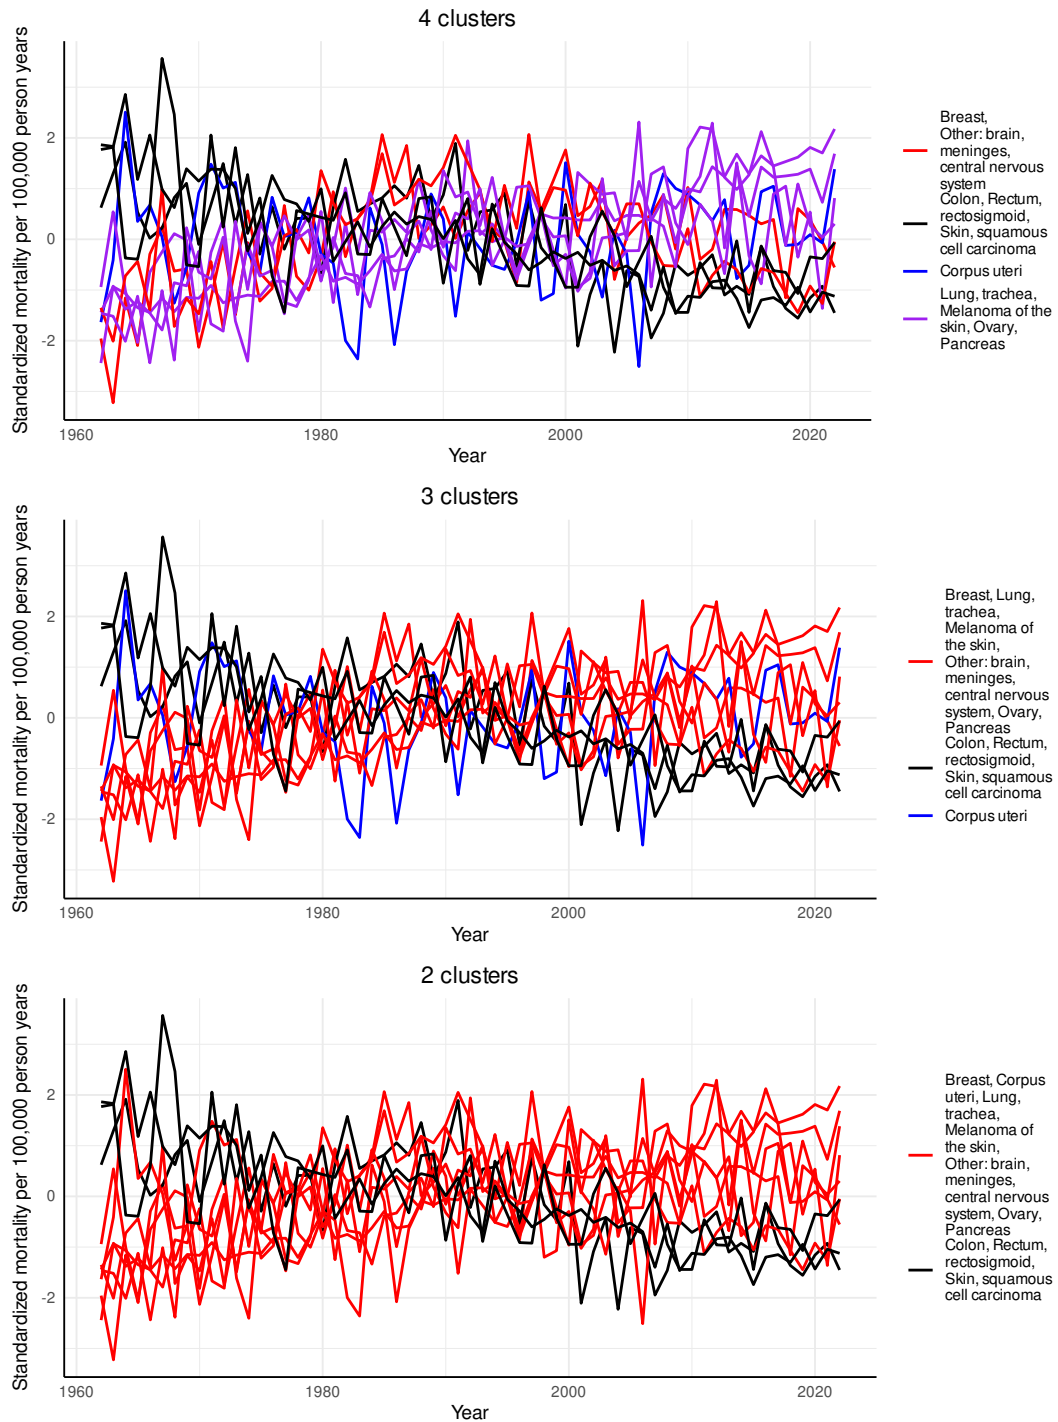 4 clusters
Standardized mortality per 100,000 person years
2
0
-2
1960
1980
2000
2020
Year
Breast,
Other: brain,
meninges,
central nervous
system
Colon, Rectum,
rectosigmoid,
Skin, squamous
cell carcinoma
Corpus uteri
Lung, trachea,
Melanoma of the
skin, Ovary,
Pancreas
3 clusters
Standardized mortality per 100,000 person years
2
0
-2
1960
1980
2000
2020
Year
Breast, Lung,
trachea,
Melanoma of
the skin,
Other: brain,
meninges,
central nervous
system, Ovary,
Pancreas
Colon, Rectum,
rectosigmoid,
Skin, squamous
cell carcinoma
Corpus uteri
2 clusters
Standardized mortality per 100,000 person years
2
0
-2
1960
1980
2000
2020
Year
Breast, Corpus
uteri, Lung,
trachea,
Melanoma of
the skin,
Other: brain,
meninges,
central nervous
system, Ovary,
Pancreas
Colon, Rectum,
rectosigmoid,
Skin, squamous
cell carcinoma